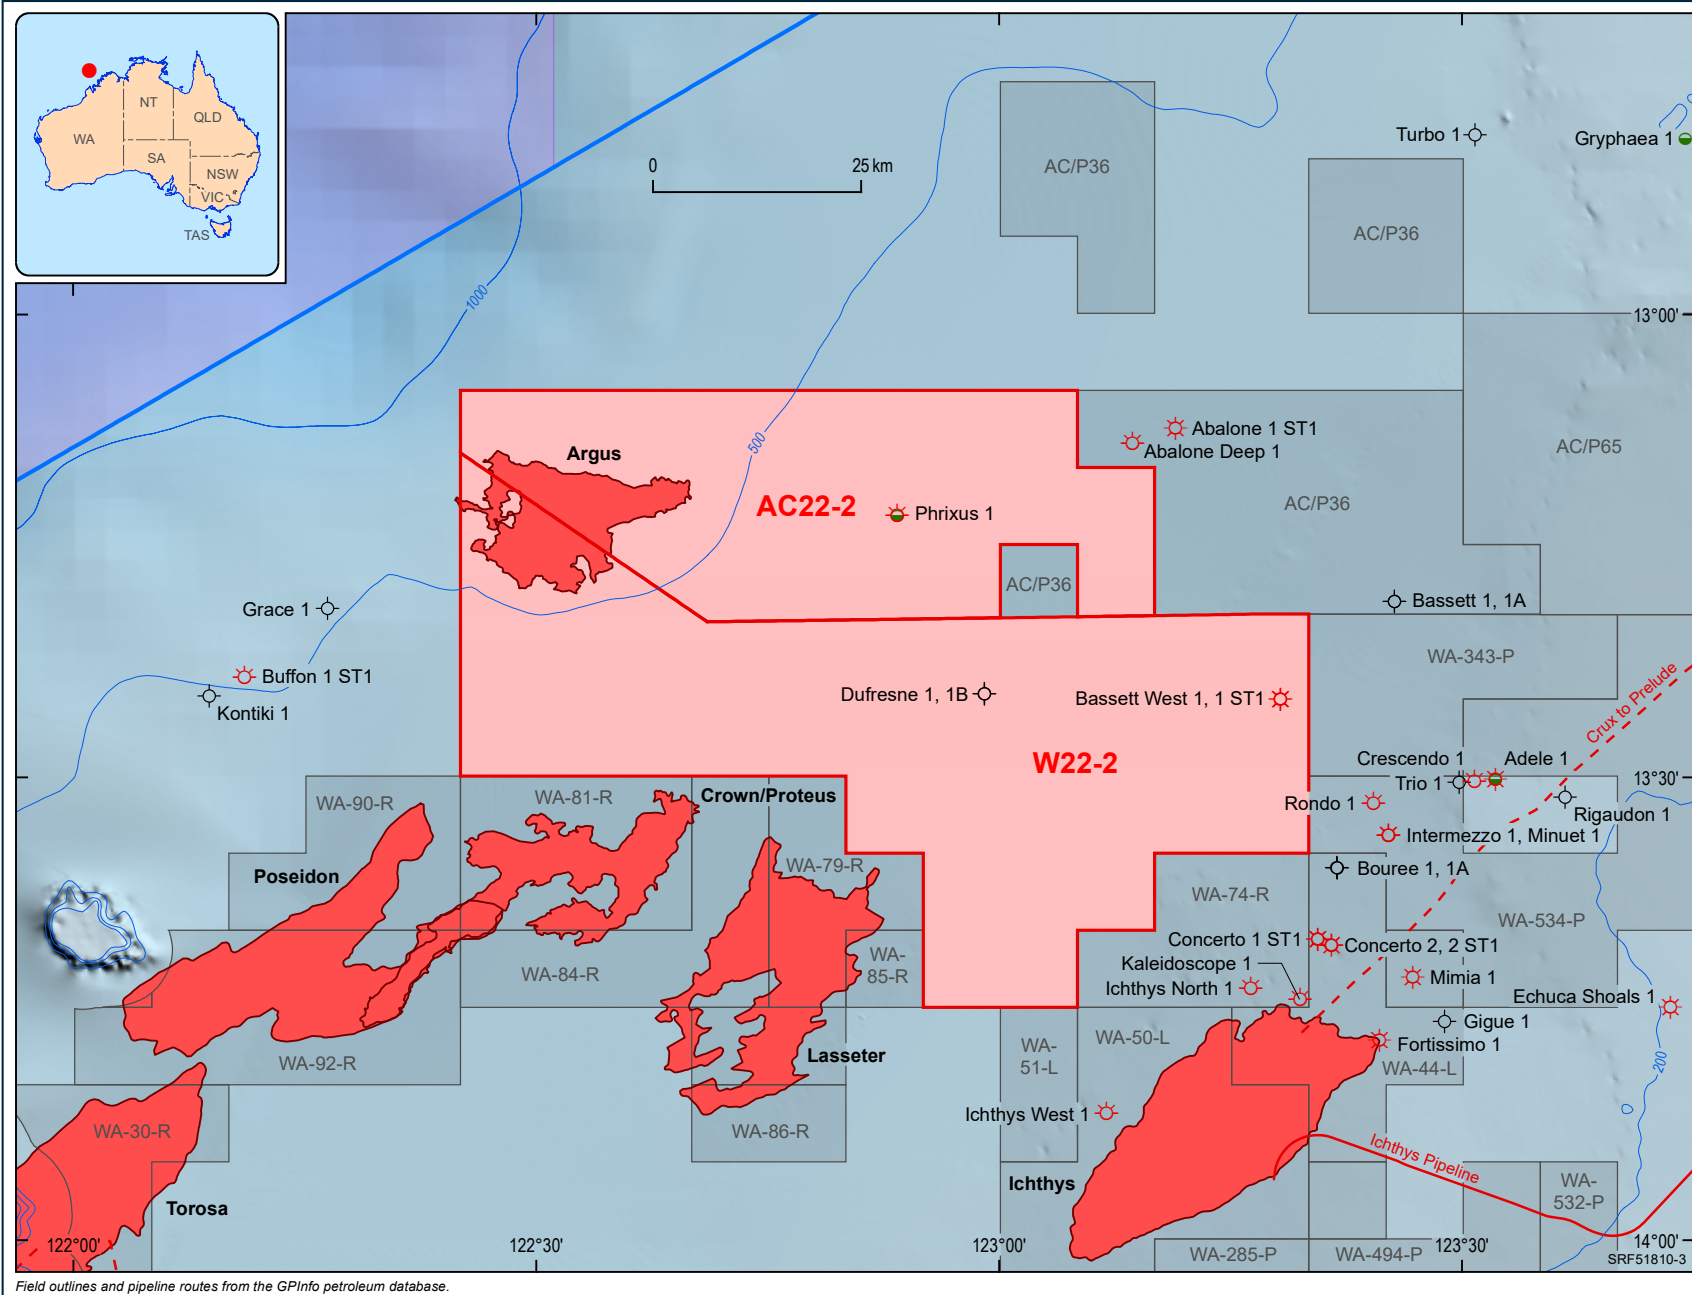 NT
WA
QLD
SA
NSW
VIC
TAS
0
25 km
1000
500
AC/P36
AC/P36
Turbo 1
Gryphaea 1
13°00'
Argus
AC22-2
Phrixus 1
AC/P36
Abalone 1 ST1
Abalone Deep 1
AC/P65
AC/P36
Bassett 1, 1A
Grace 1
Buffon 1 ST1
Kontiki 1
Dufresne 1, 1B
Bassett West 1, 1 ST1
W22-2
WA-343-P
Crux to Prelude
Crescendo 1
Adele 1
Trio 1
13°30'
Rondo 1
Rigaudon 1
Intermezzo 1, Minuet 1
Bouree 1, 1A
WA-90-R
WA-81-R
Crown/Proteus
Poseidon
WA-79-R
WA-74-R
WA-534-P
Concerto 1 ST1
Concerto 2, 2 ST1
Kaleidoscope 1
Ichthys North 1
Mimia 1
Echuca Shoals 1
WA-84-R
WA-
85-R
Gigue 1
Fortissimo 1
WA-
51-L
WA-50-L
WA-44-L
WA-92-R
Lasseter
200
Ichthys West 1
WA-30-R
WA-86-R
Ichthys Pipeline
Ichthys
WA-
532-P
Torosa
122°00'
122°30'
123°00'
123°30'
14°00'
WA-285-P
WA-494-P
SRF51810-3
Field outlines and pipeline routes from the GPInfo petroleum database.